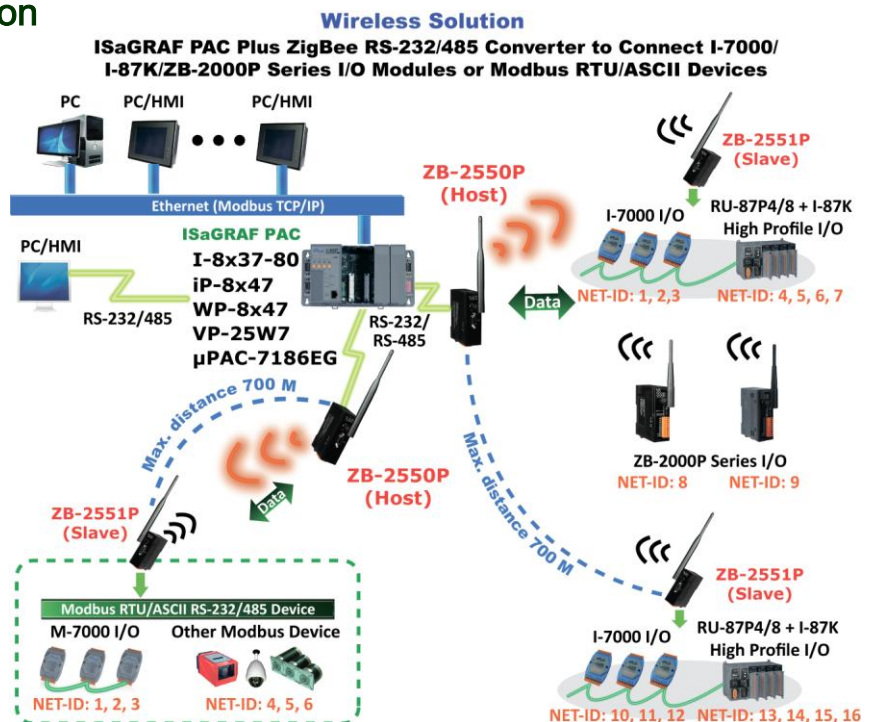 on
Wireless Solution
ISaGRAF PAC Plus ZigBee RS-232/485 Converter to Connect I-7000/
I-87K/ZB-2000P Series I/O Modules or Modbus RTU/ASCII Devices
PC
PC/HMI
PC/HMI
Ethernet (Modbus TCP/IP)
ZB-2550P
(Host)
ZB-2551P
(Slave)
I-7000 I/O
RU-87P4/8 + I-87K
High Profile I/O
NET-ID: 1, 2,3
NET-ID: 4, 5, 6, 7
PC/HMI
RS-232/485
ISaGRAF PAC
I-8x37-80
iP-8x47
WP-8x47
VP-25W7
µPAC-7186EG
RS-232/
RS-485
Data
Max. distance 700 M
ZB-2550P
(Host)
Data
Max. distance 700 M
ZB-2000P Series I/O
NET-ID: 8
NET-ID: 9
ZB-2551P
(Slave)
Modbus RTU/ASCII RS-232/485 Device
M-7000 I/O
Other Modbus Device
NET-ID: 1, 2, 3
NET-ID: 4, 5, 6
ZB-2551P
(Slave)
I-7000 I/O
RU-87P4/8 + I-87K
High Profile I/O
NET-ID: 10, 11, 12
NET-ID: 13, 14, 15, 16